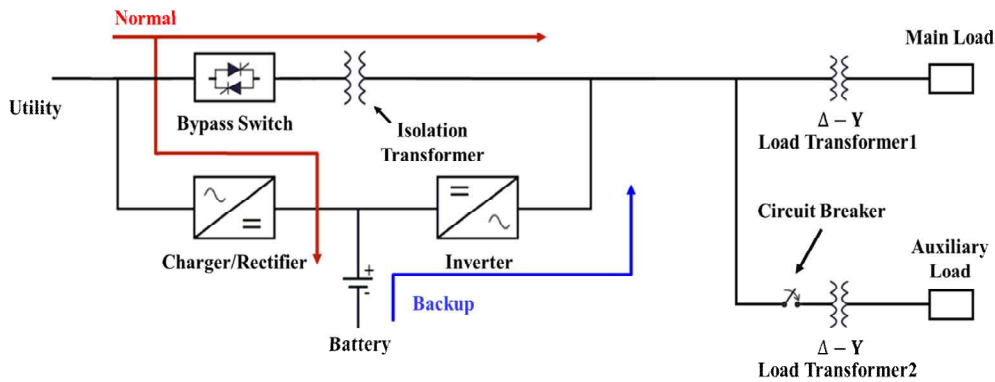 Normal
Main Load
Utility
Bypass Switch
Isolation
Transformer
Δ – Y
Load Transformer1
Circuit Breaker
Charger/Rectifier
Inverter
Auxiliary
Load
+
-
Backup
Battery
Δ – Y
Load Transformer2